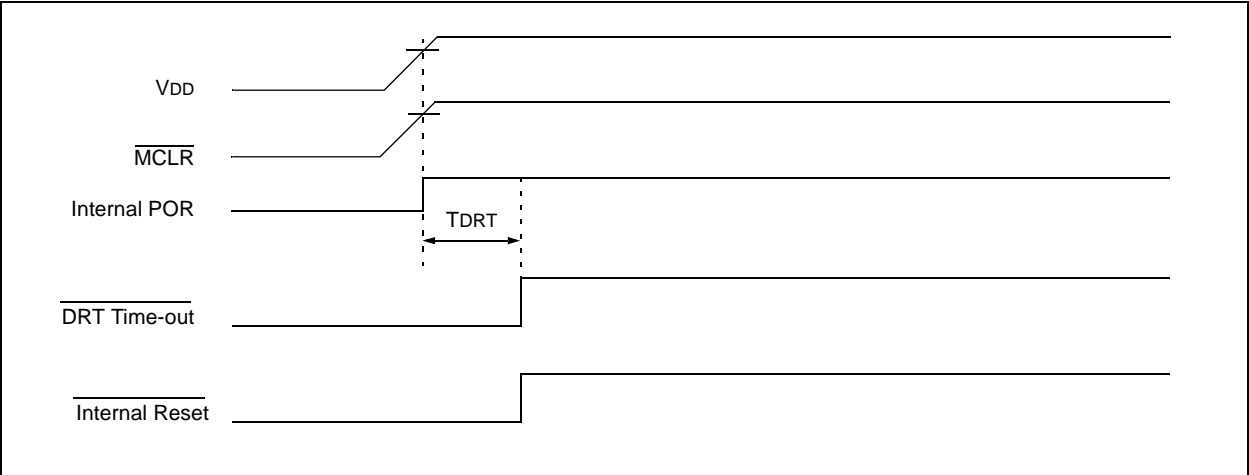 VDD
MCLR
Internal POR
TDRT
DRT Time-out
Internal Reset